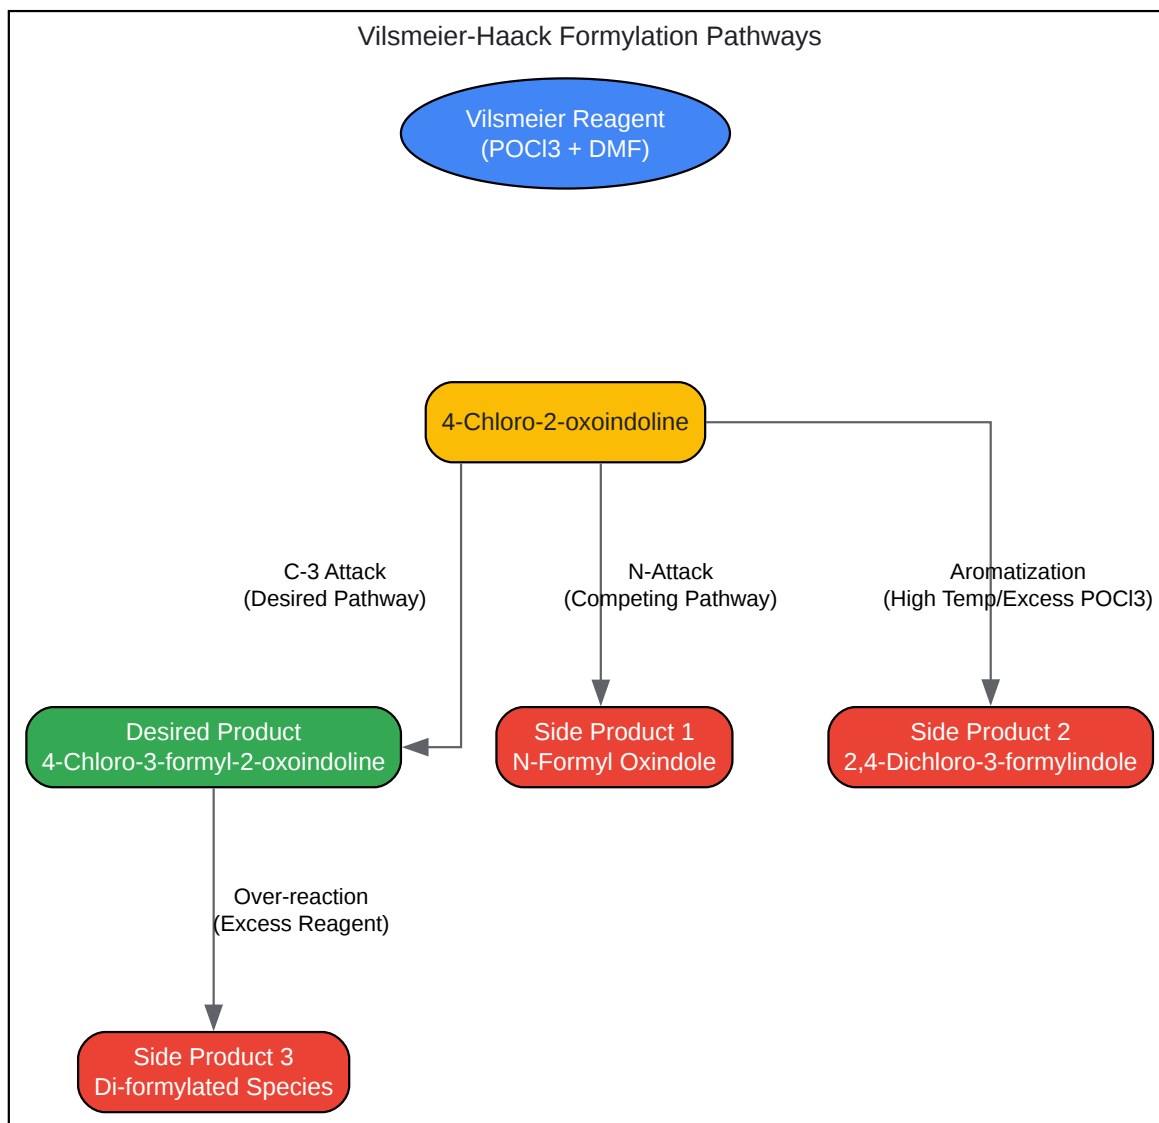 Vilsmeier-Haack Formylation Pathways
Vilsmeier Reagent
(POCl3 + DMF)
4-Chloro-2-oxoindoline
C-3 Attack
(Desired Pathway)
N-Attack
(Competing Pathway)
Aromatization
(High Temp/Excess POCl3)
Desired Product
4-Chloro-3-formyl-2-oxoindoline
Side Product 1
N-Formyl Oxindole
Side Product 2
2,4-Dichloro-3-formylindole
Over-reaction
(Excess Reagent)
Side Product 3
Di-formylated Species